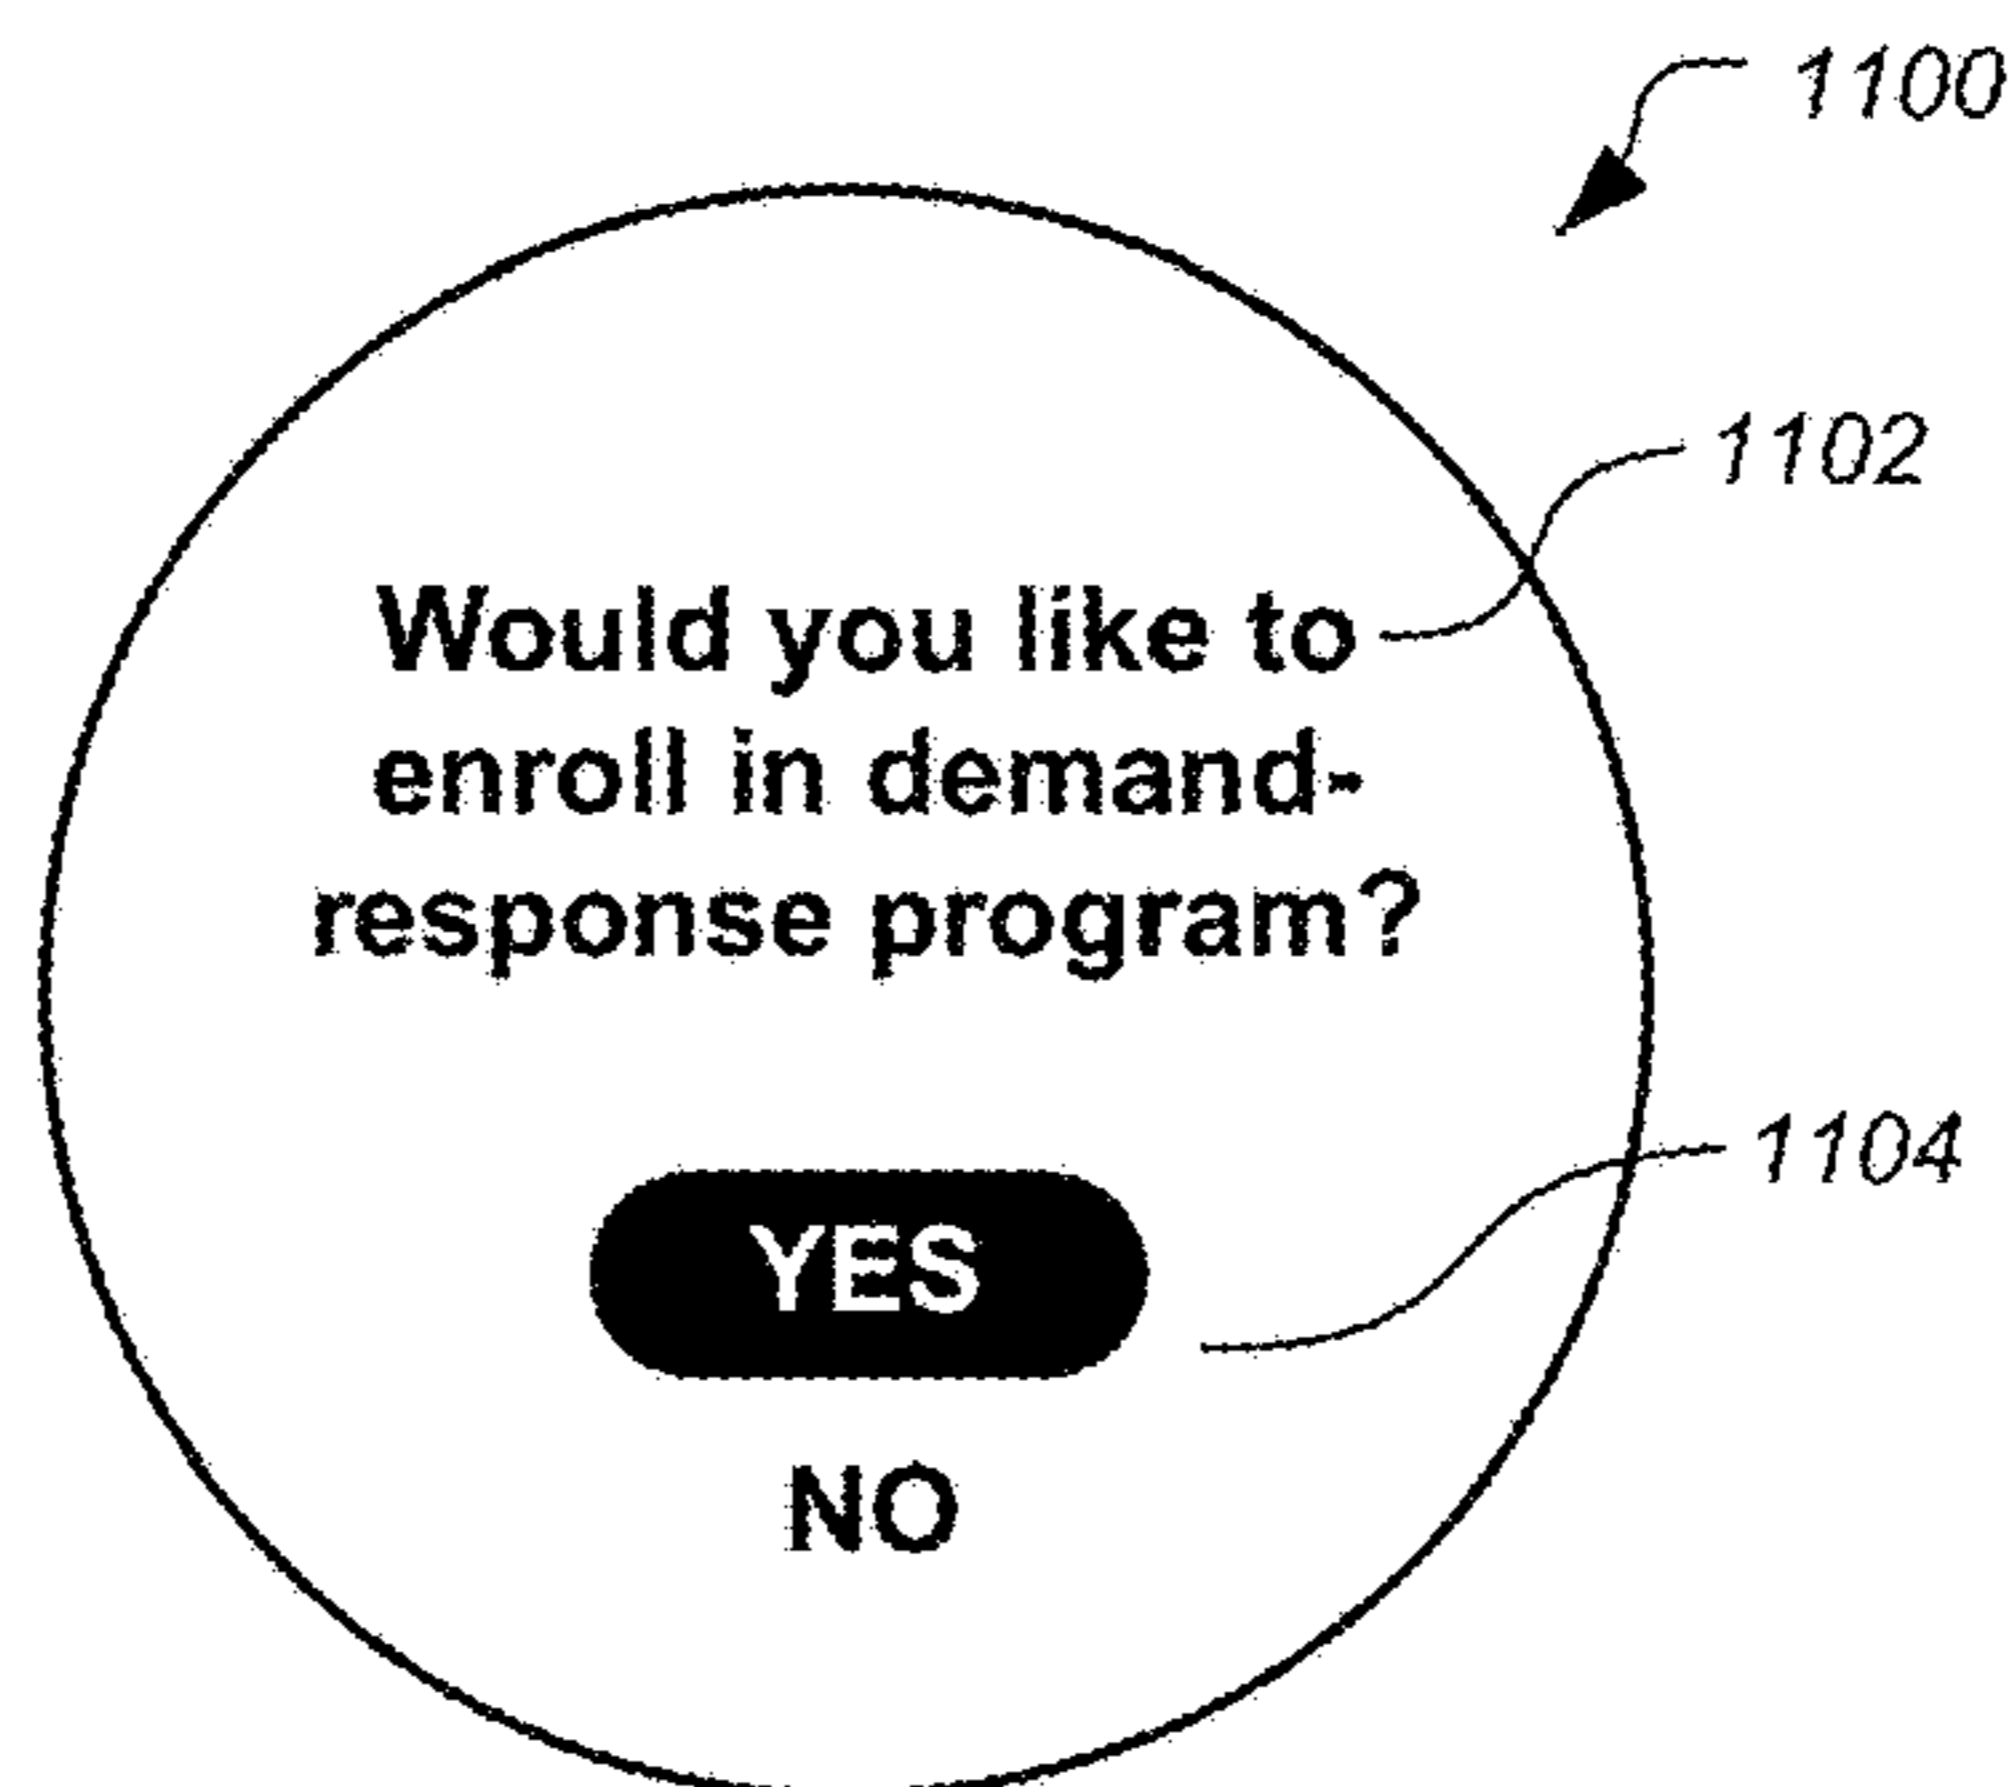 1100
1102
Would you like to
enroll in demand-
response program?
1104
YES
NO